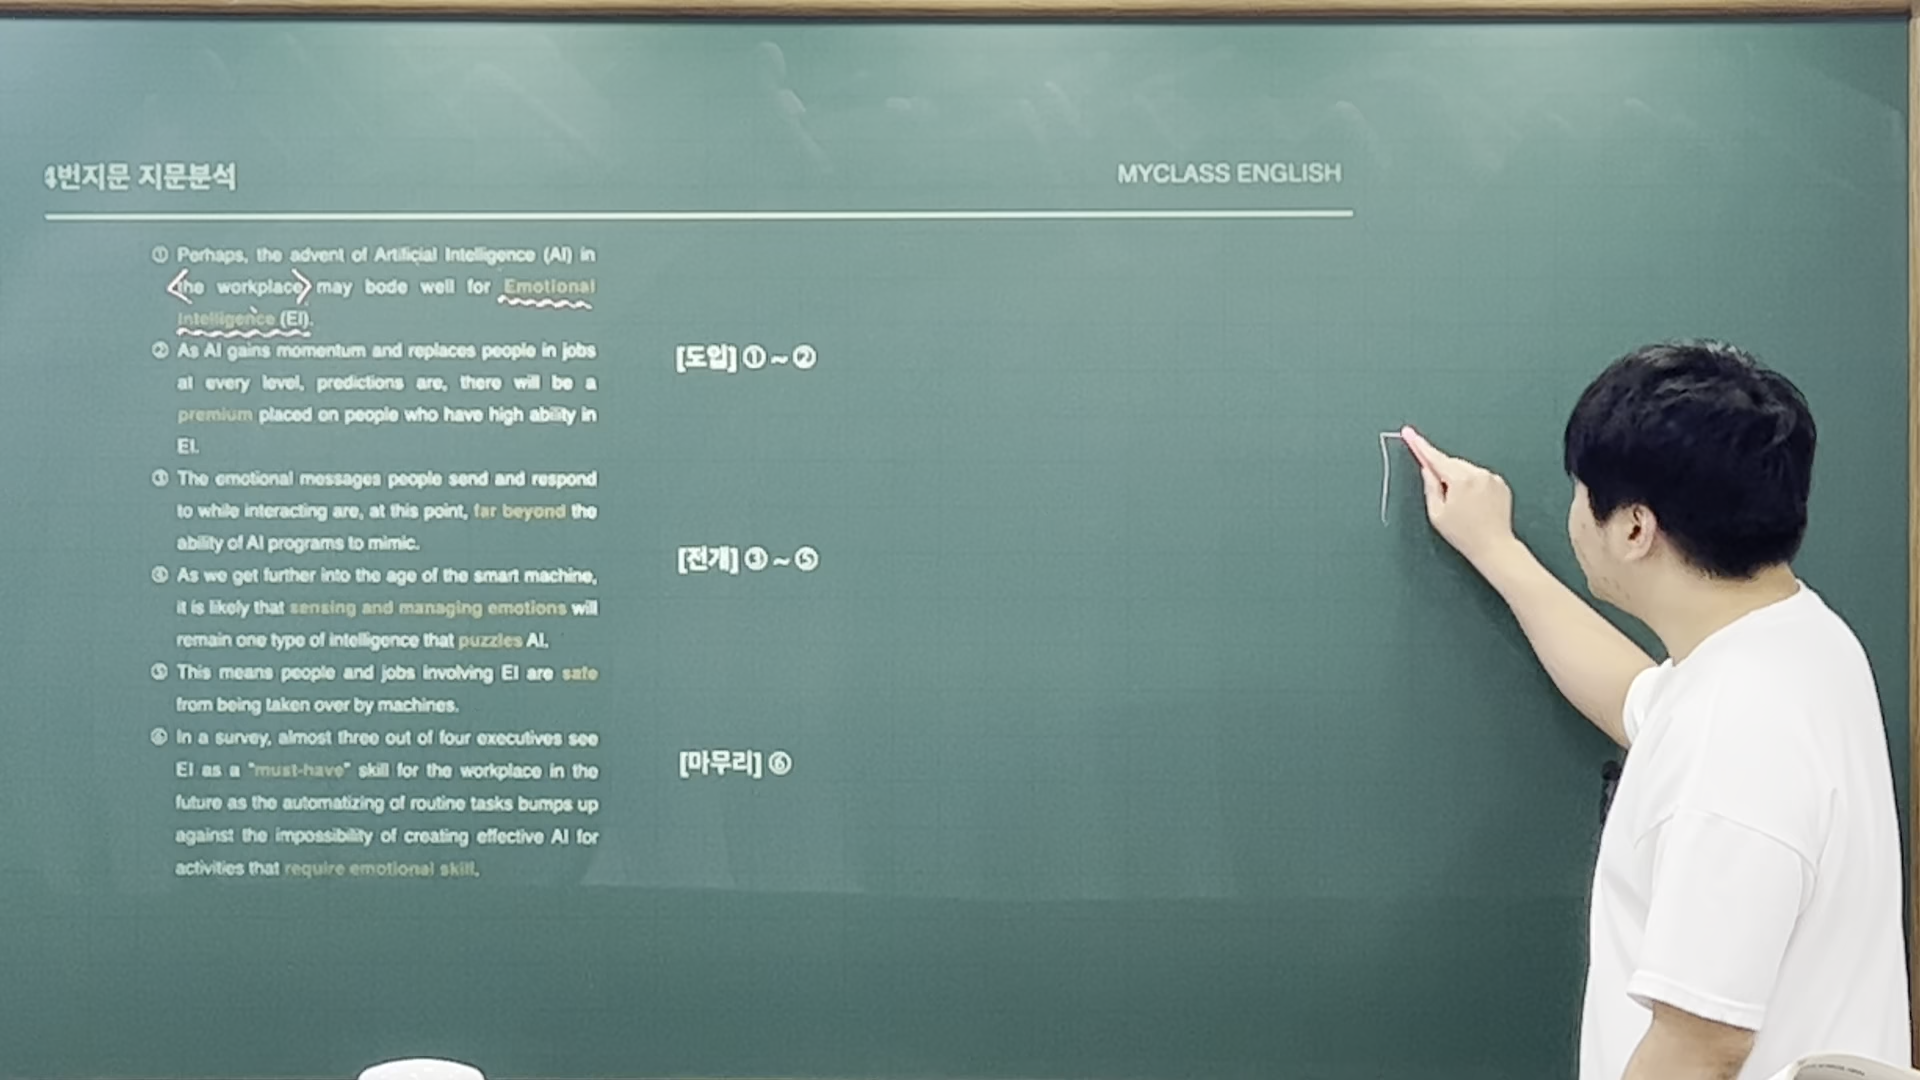 4번지문 지문분석
MYCLASS ENGLISH
① Perhaps, the advent of Artificial Intelligence (AI) in
the workplace may bode well for Emotional
Intelligence (EI).
② As AI gains momentum and replaces people in jobs
at every level, predictions are, there will be a
premium placed on people who have high ability in
EI.
③ The emotional messages people send and respond
to while interacting are, at this point, far beyond the
ability of AI programs to mimic.
④ As we get further into the age of the smart machine,
it is likely that sensing and managing emotions will
remain one type of intelligence that puzzles AI.
⑤ This means people and jobs involving EI are safe
from being taken over by machines.
⑥ In a survey, almost three out of four executives see
EI as a "must-have" skill for the workplace in the
future as the automatizing of routine tasks bumps up
against the impossibility of creating effective AI for
activities that require emotional skill.
[도입] ① ~ ②
[전개] ③ ~ ⑤
[마무리] ⑥